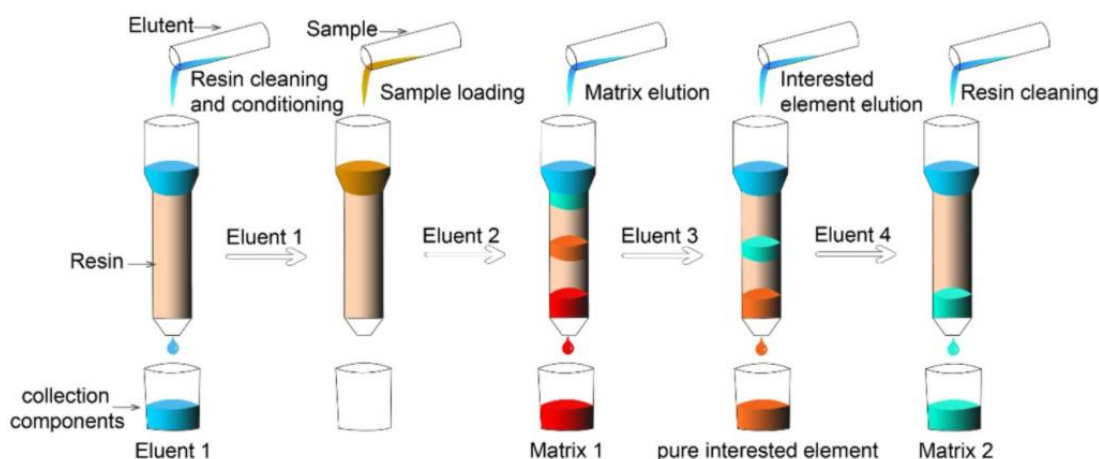 Elutent
Sample
Resin cleaning
and conditioning
Sample loading
Matrix elution
Interested
element elution
Resin cleaning
Eluent 1
Eluent 2
Eluent 3
Eluent 4
Resin
collection
components
Eluent 1
Matrix 1
pure interested element
Matrix 2